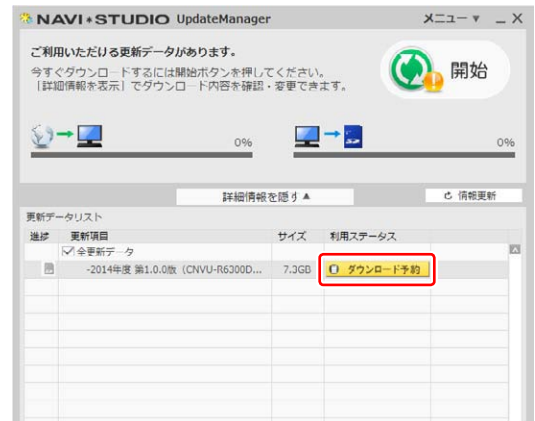 NAVI*STUDIO UpdateManager メニュー ▼ _ X
ご利用いただける更新データがあります。
今すぐダウンロードするには開始ボタンを押してください。
[詳細情報を表示] でダウンロード内容を確認・変更できます。
開始
0%
0%
詳細情報を隠す▲
情報更新
更新データリスト
進捗 更新項目 サイズ 利用ステータス
全更新データ
-2014年度 第1.0.0版 (CNVU-R6300D... 7.3GB ダウンロード予約